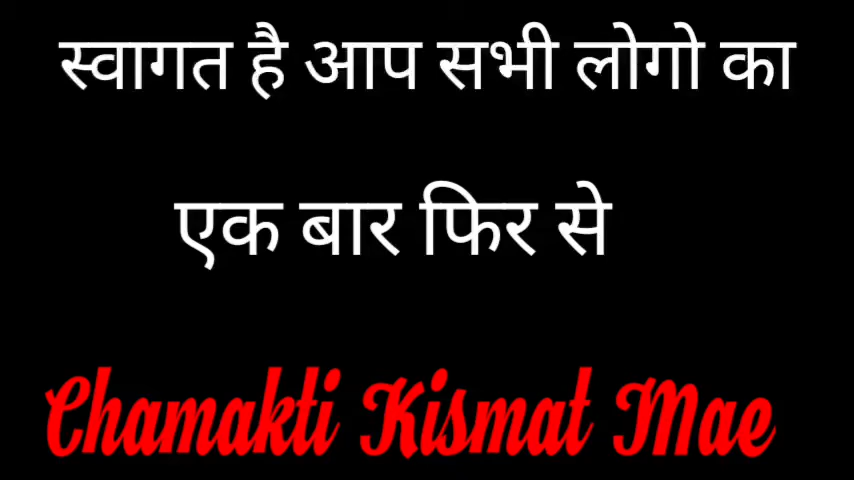 स्वागत है आप सभी लोगो का
एक बार फिर से
Chamakti Kismat Mae